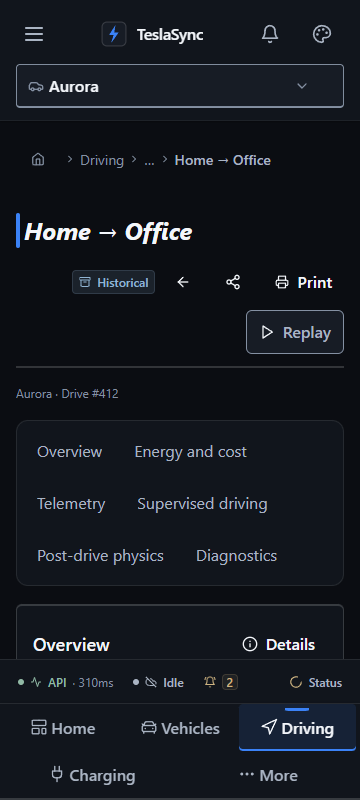 TeslaSync
Aurora
Driving ... Home → Office
Home → Office
Historical Print
Replay
Aurora · Drive #412
Overview Energy and cost
Telemetry Supervised driving
Post-drive physics Diagnostics
Overview Details
API · 310ms Idle 2 Status
Home Vehicles Driving
Charging More